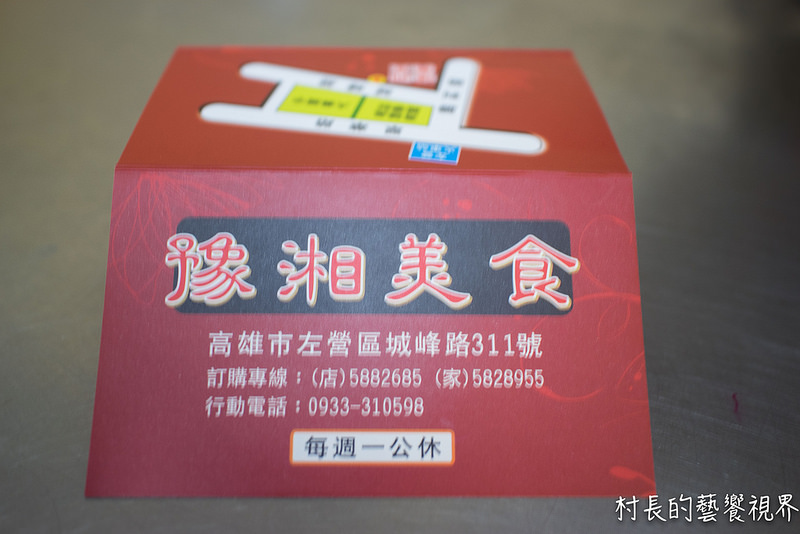 豫湘美食
高雄市左營區城峰路311號
訂購專線：(店)5882685 (家)5828955
行動電話：0933-310598
每週一公休
村長的藝饗視界